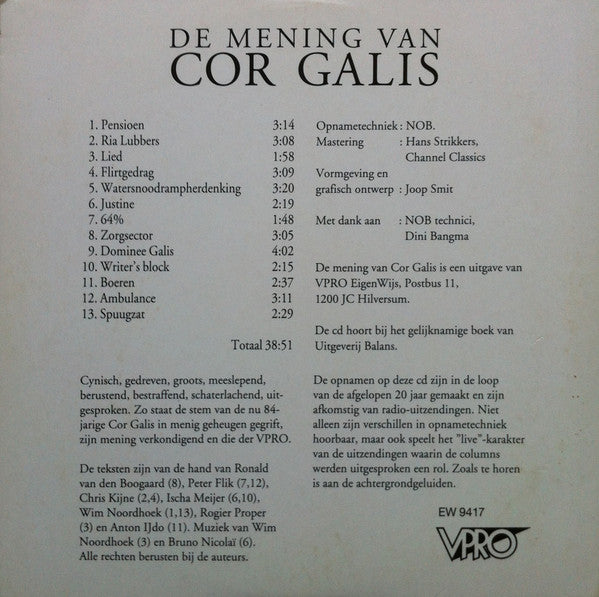 DE MENING VAN
COR GALIS
1. Pensioen 3:14
2. Ria Lubbers 3:08
3. Lied 1:58
4. Flirtgedrag 3:09
5. Watersnoodrampherdenking 3:20
6. Justine 2:19
7. 64% 1:48
8. Zorgsector 3:05
9. Dominee Galis 4:02
10. Writer's block 2:15
11. Boeren 2:37
12. Ambulance 3:11
13. Spuugzat 2:29
Totaal 38:51
Cynisch, gedreven, groots, meeslepend,
berustend, bestraffend, schaterlachend, uit-
gesproken. Zo staat de stem van de nu 84-
jarige Cor Galis in menig geheugen gegrift,
zijn mening verkondigend en die der VPRO.
De teksten zijn van de hand van Ronald
van den Boogaard (8), Peter Flik (7,12),
Chris Kijne (2,4), Ischa Meijer (6,10),
Wim Noordhoek (1,13), Rogier Proper
(3) en Anton IJdo (11). Muziek van Wim
Noordhoek (3) en Bruno Nicolaï (6).
Alle rechten berusten bij de auteurs.
Opnametechniek : NOB.
Mastering : Hans Strikkers,
Channel Classics
Vormgeving en
grafisch ontwerp : Joop Smit
Met dank aan : NOB technici,
Dini Bangma
De mening van Cor Galis is een uitgave van
VPRO EigenWijs, Postbus 11,
1200 JC Hilversum.
De cd hoort bij het gelijknamige boek van
Uitgeverij Balans.
De opnamen op deze cd zijn in de loop
van de afgelopen 20 jaar gemaakt en zijn
afkomstig van radio-uitzendingen. Niet
alleen zijn verschillen in opnametechniek
hoorbaar, maar ook speelt het "live"-karakter
van de uitzendingen waarin de columns
werden uitgesproken een rol. Zoals te horen
is aan de achtergrondgeluiden.
EW 9417
VPRO